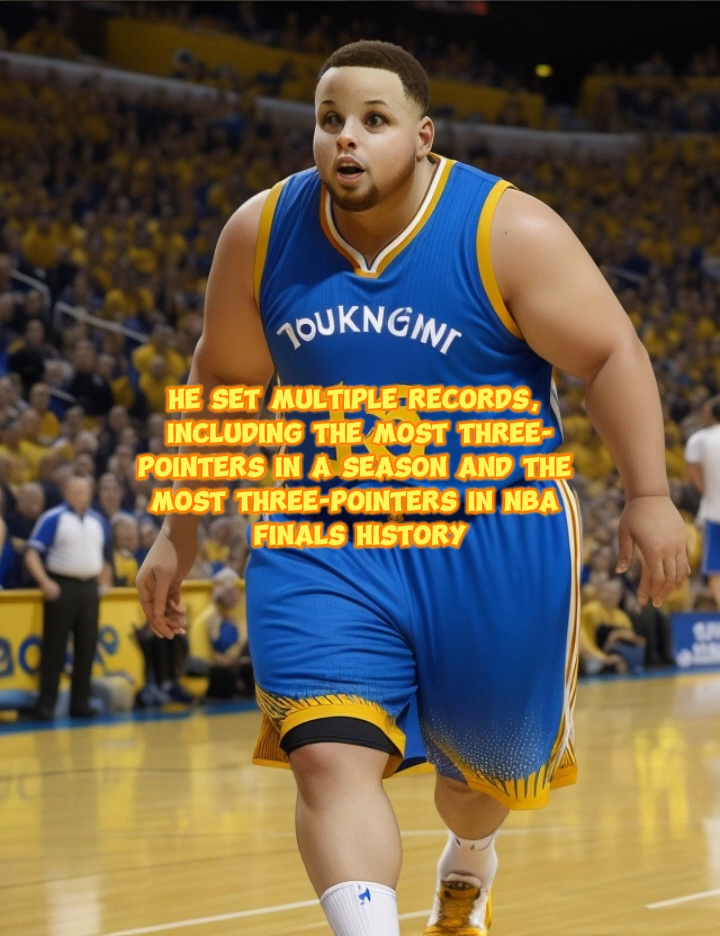 HE SET MULTIPLE RECORDS,
INCLUDING THE MOST THREE-
POINTERS IN A SEASON AND THE
MOST THREE-POINTERS IN NBA
FINALS HISTORY